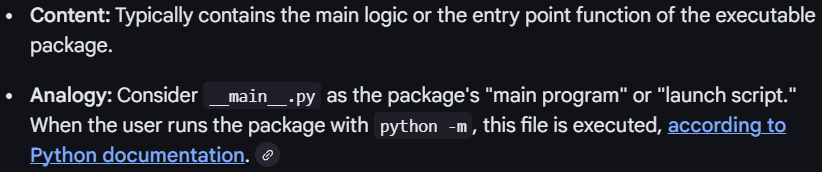 • Content: Typically contains the main logic or the entry point function of the executable
package.
• Analogy: Consider __main__.py as the package's "main program" or "launch script."
When the user runs the package with python -m, this file is executed, according to
Python documentation.